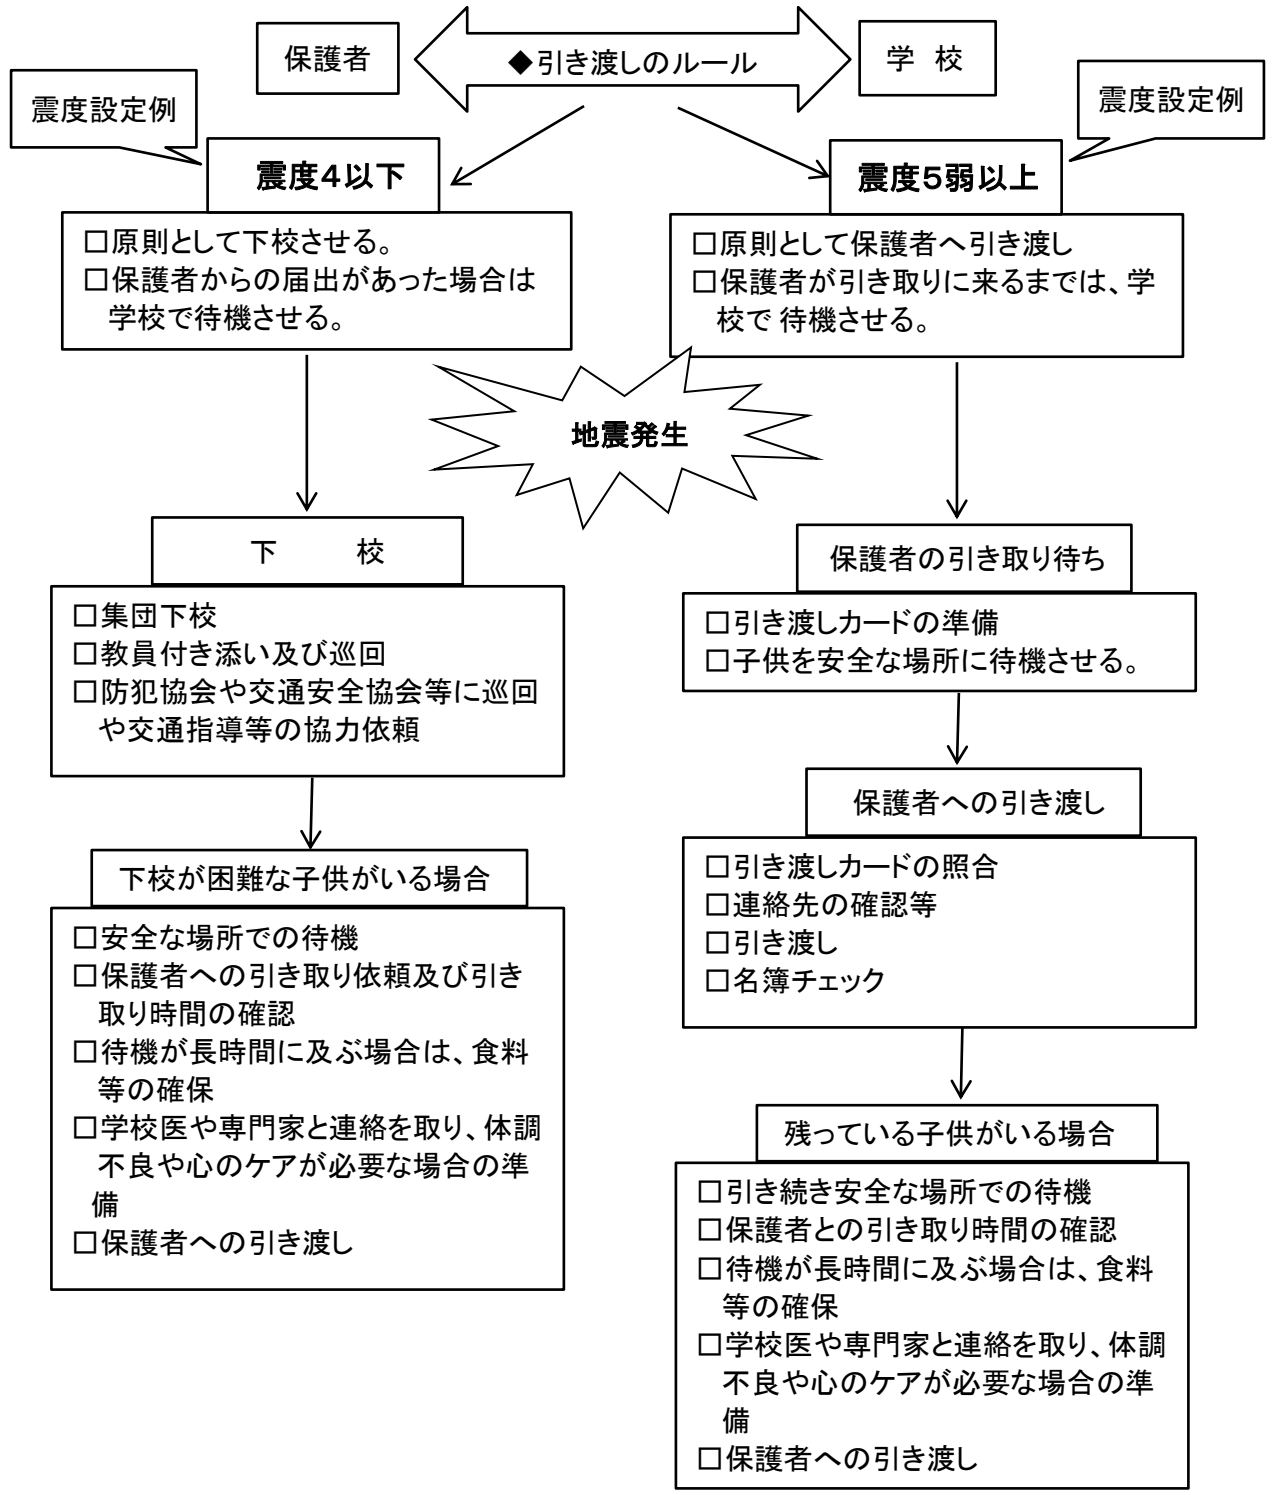 保護者
◆引き渡しのルール
学 校
震度設定例
震度設定例
震度4以下
□原則として下校させる。
□保護者からの届出があった場合は
学校で待機させる。
震度5弱以上
□原則として保護者へ引き渡し
□保護者が引き取りに来るまでは、学
校で 待機させる。
地震発生
下 校
□集団下校
□教員付き添い及び巡回
□防犯協会や交通安全協会等に巡回
や交通指導等の協力依頼
下校が困難な子供がいる場合
□安全な場所での待機
□保護者への引き取り依頼及び引き
取り時間の確認
□待機が長時間に及ぶ場合は、食料
等の確保
□学校医や専門家と連絡を取り、体調
不良や心のケアが必要な場合の準
備
□保護者への引き渡し
保護者の引き取り待ち
□引き渡しカードの準備
□子供を安全な場所に待機させる。
保護者への引き渡し
□引き渡しカードの照合
□連絡先の確認等
□引き渡し
□名簿チェック
残っている子供がいる場合
□引き続き安全な場所での待機
□保護者との引き取り時間の確認
□待機が長時間に及ぶ場合は、食料
等の確保
□学校医や専門家と連絡を取り、体調
不良や心のケアが必要な場合の準
備
□保護者への引き渡し